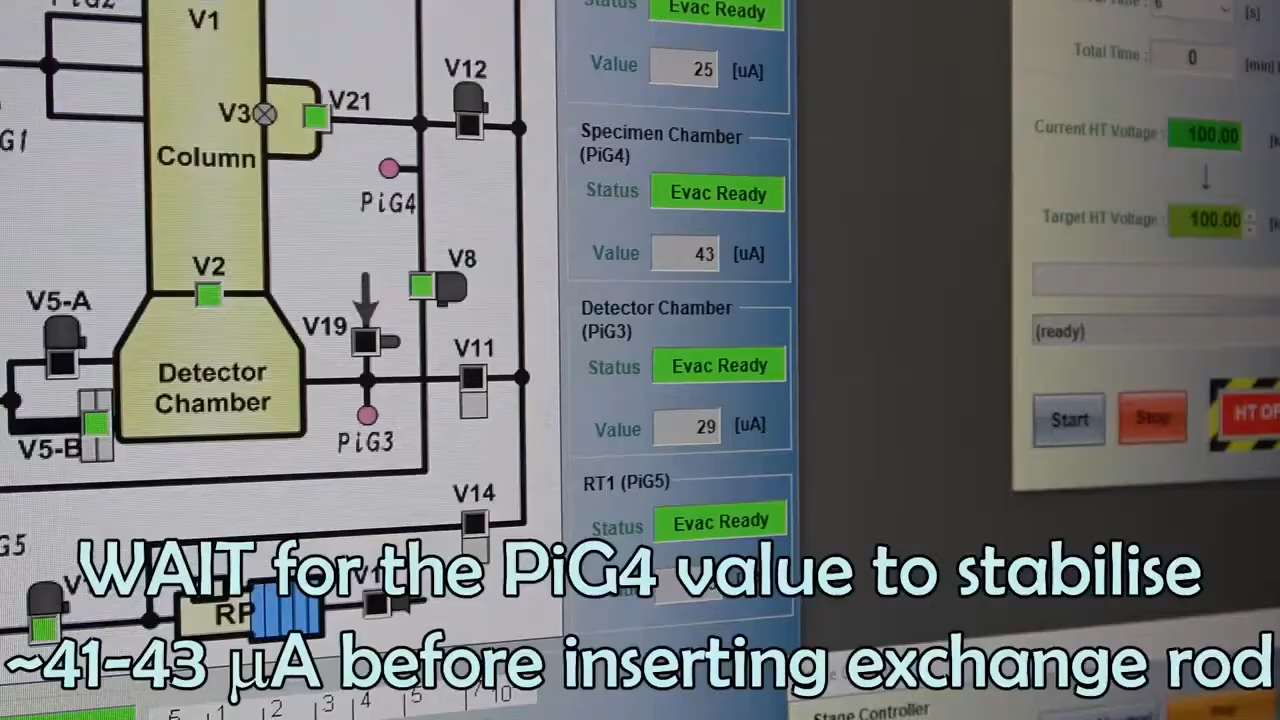 V1
V3
V21
V12
Column
PiG4
V2
V8
V5-A
V19
V11
Detector
Chamber
V5-B
PiG3
V14
RP
Status
Evac Ready
Value 25 [uA]
Specimen Chamber
(PiG4)
Status Evac Ready
Value 43 [uA]
Detector Chamber
(PiG3)
Status Evac Ready
Value 29 [uA]
RT1 (PiG5)
Status Evac Ready
[s]
Total Time : 0
Current HT Voltage : 100.00
Target HT Voltage : 100.00
(ready)
Start Stop
Stage Controller
WAIT for the PiG4 value to stabilise
~41-43 µA before inserting exchange rod